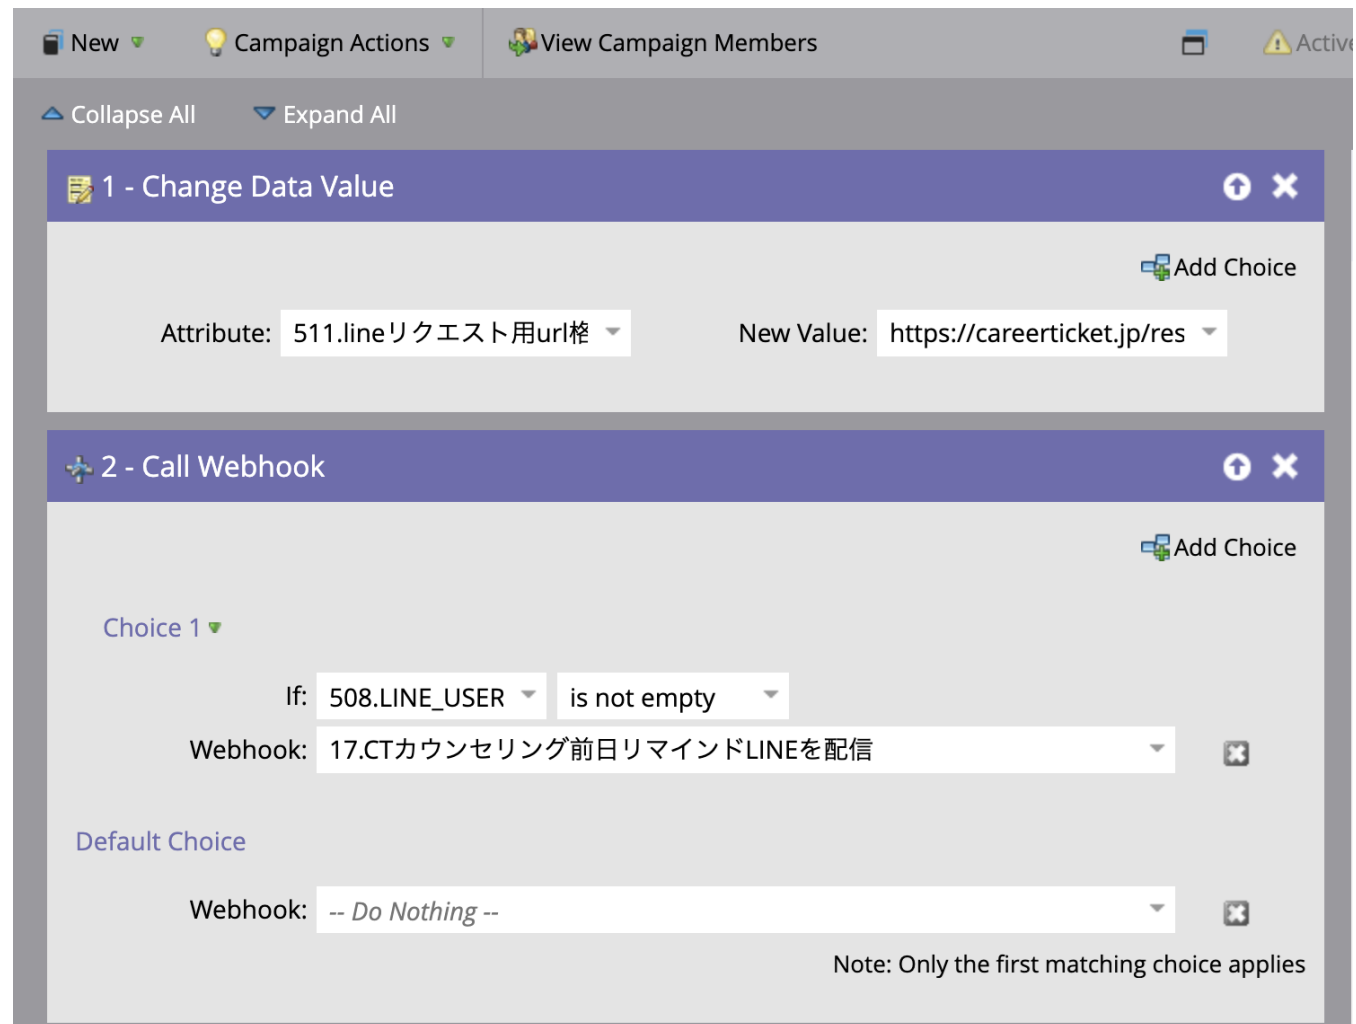 New Campaign Actions View Campaign Members Active
Collapse All Expand All
1 - Change Data Value
Add Choice
Attribute: 511.lineリクエスト用url格 New Value: https://careerticket.jp/res
2 - Call Webhook
Add Choice
Choice 1
If: 508.LINE_USER is not empty
Webhook: 17.CTカウンセリング前日リマインドLINEを配信
Default Choice
Webhook: -- Do Nothing --
Note: Only the first matching choice applies